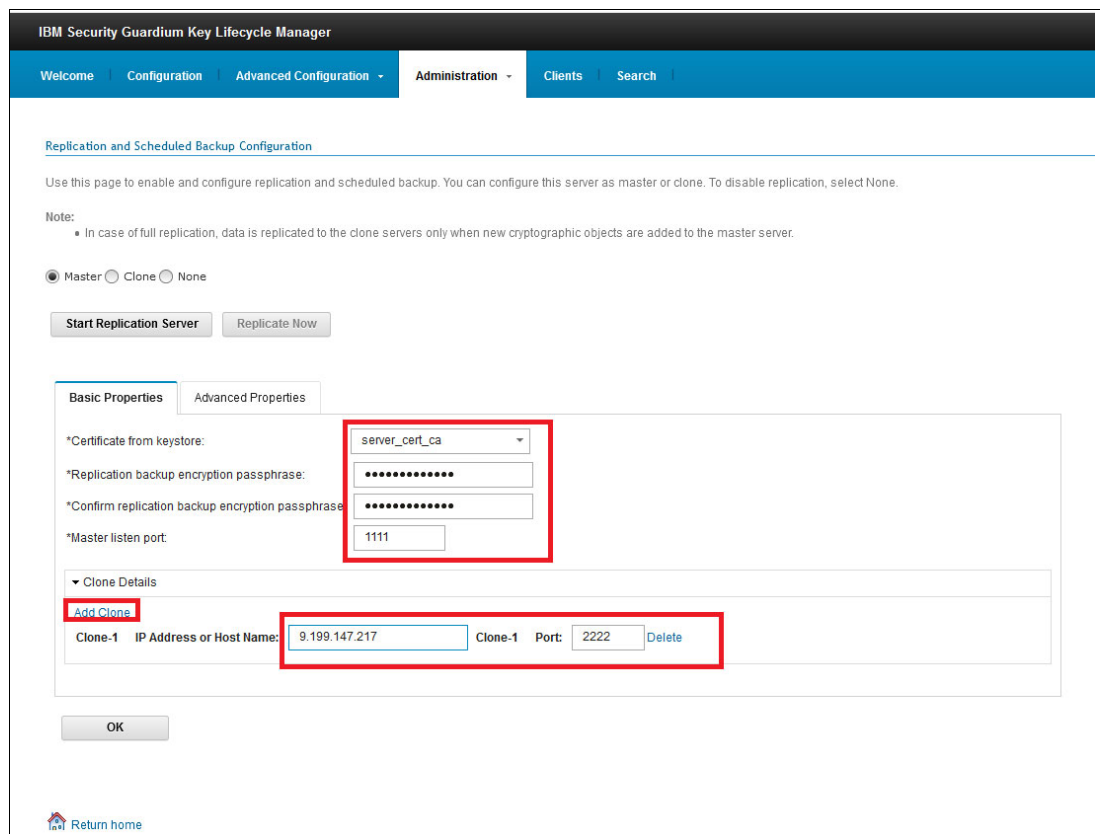 IBM Security Guardium Key Lifecycle Manager
Welcome Configuration Advanced Configuration Administration Clients Search
Replication and Scheduled Backup Configuration
Use this page to enable and configure replication and scheduled backup. You can configure this server as master or clone. To disable replication, select None.
Note:
• In case of full replication, data is replicated to the clone servers only when new cryptographic objects are added to the master server.
Master Clone None
Start Replication Server Replicate Now
Basic Properties Advanced Properties
*Certificate from keystore: server_cert_ca
*Replication backup encryption passphrase: •••••••••••••
*Confirm replication backup encryption passphrase •••••••••••••
*Master listen port: 1111
Clone Details
Add Clone
Clone-1 IP Address or Host Name: 9.199.147.217 Clone-1 Port: 2222 Delete
OK
Return home